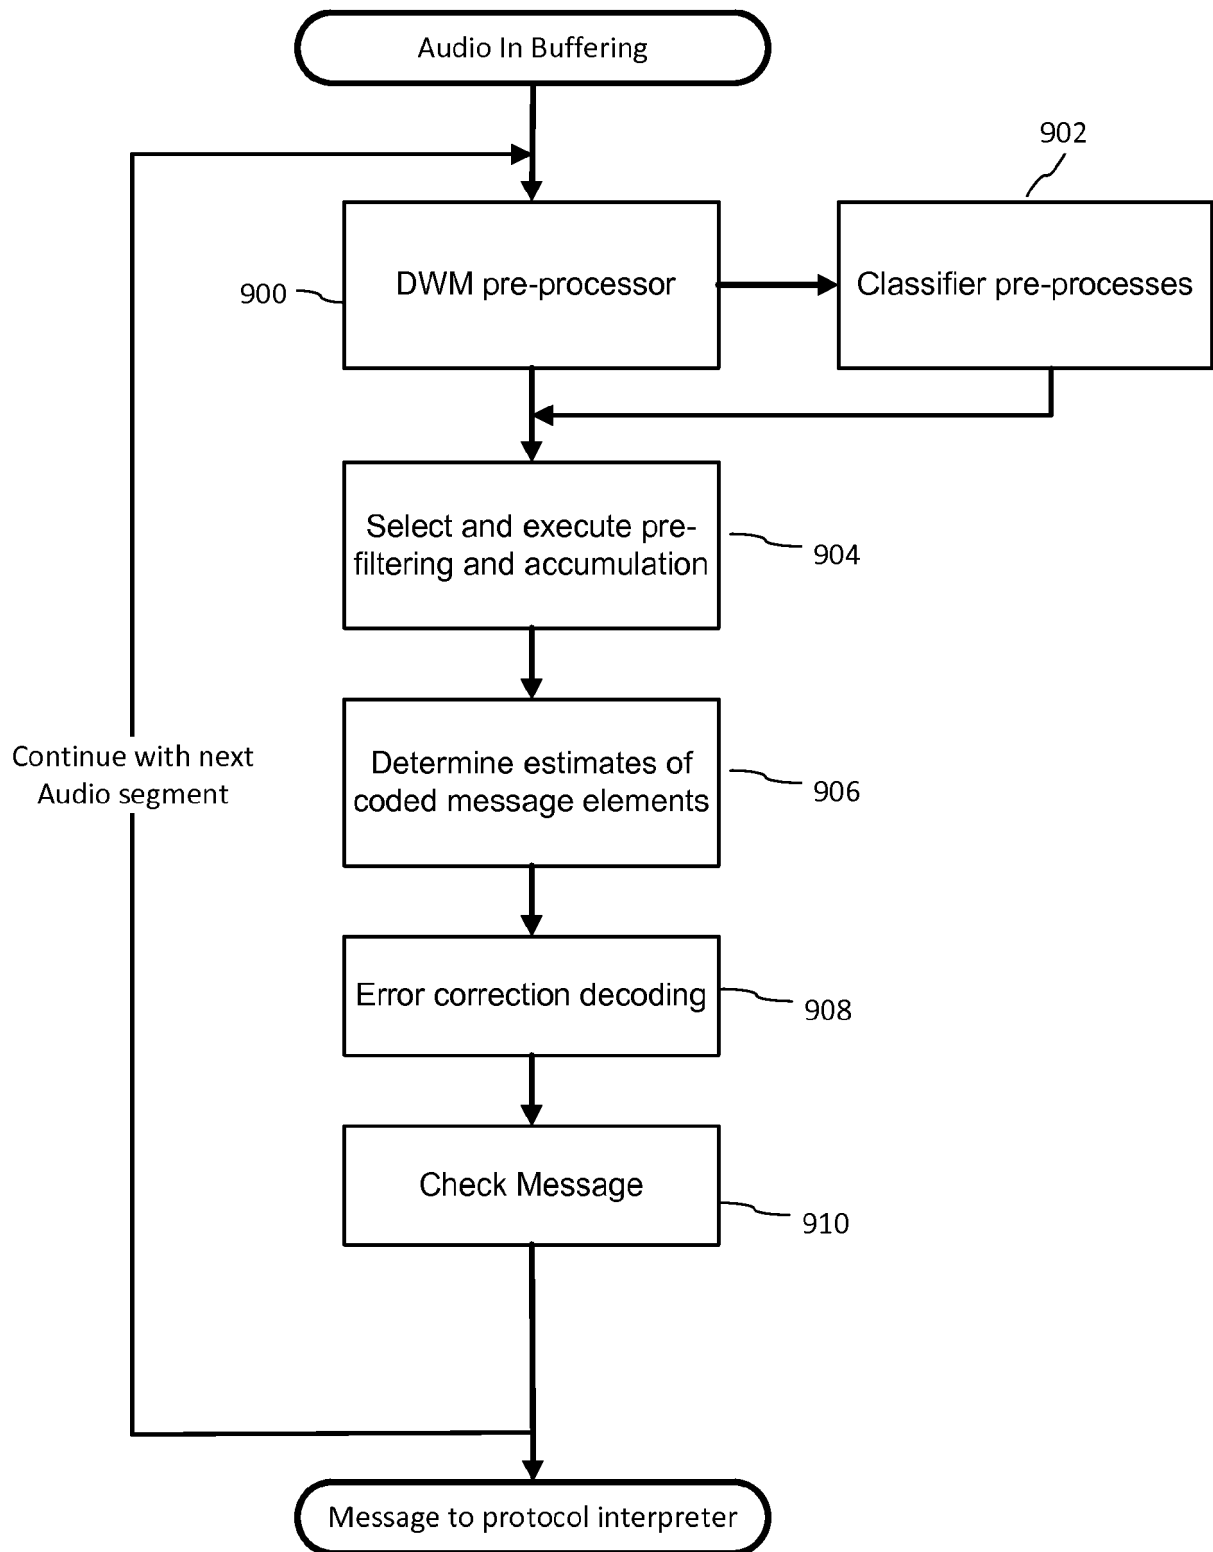 Audio In Buffering
902
900
DWM pre-processor
Classifier pre-processes
Select and execute pre-
filtering and accumulation
904
Continue with next
Audio segment
Determine estimates of
coded message elements
906
Error correction decoding
908
Check Message
910
Message to protocol interpreter